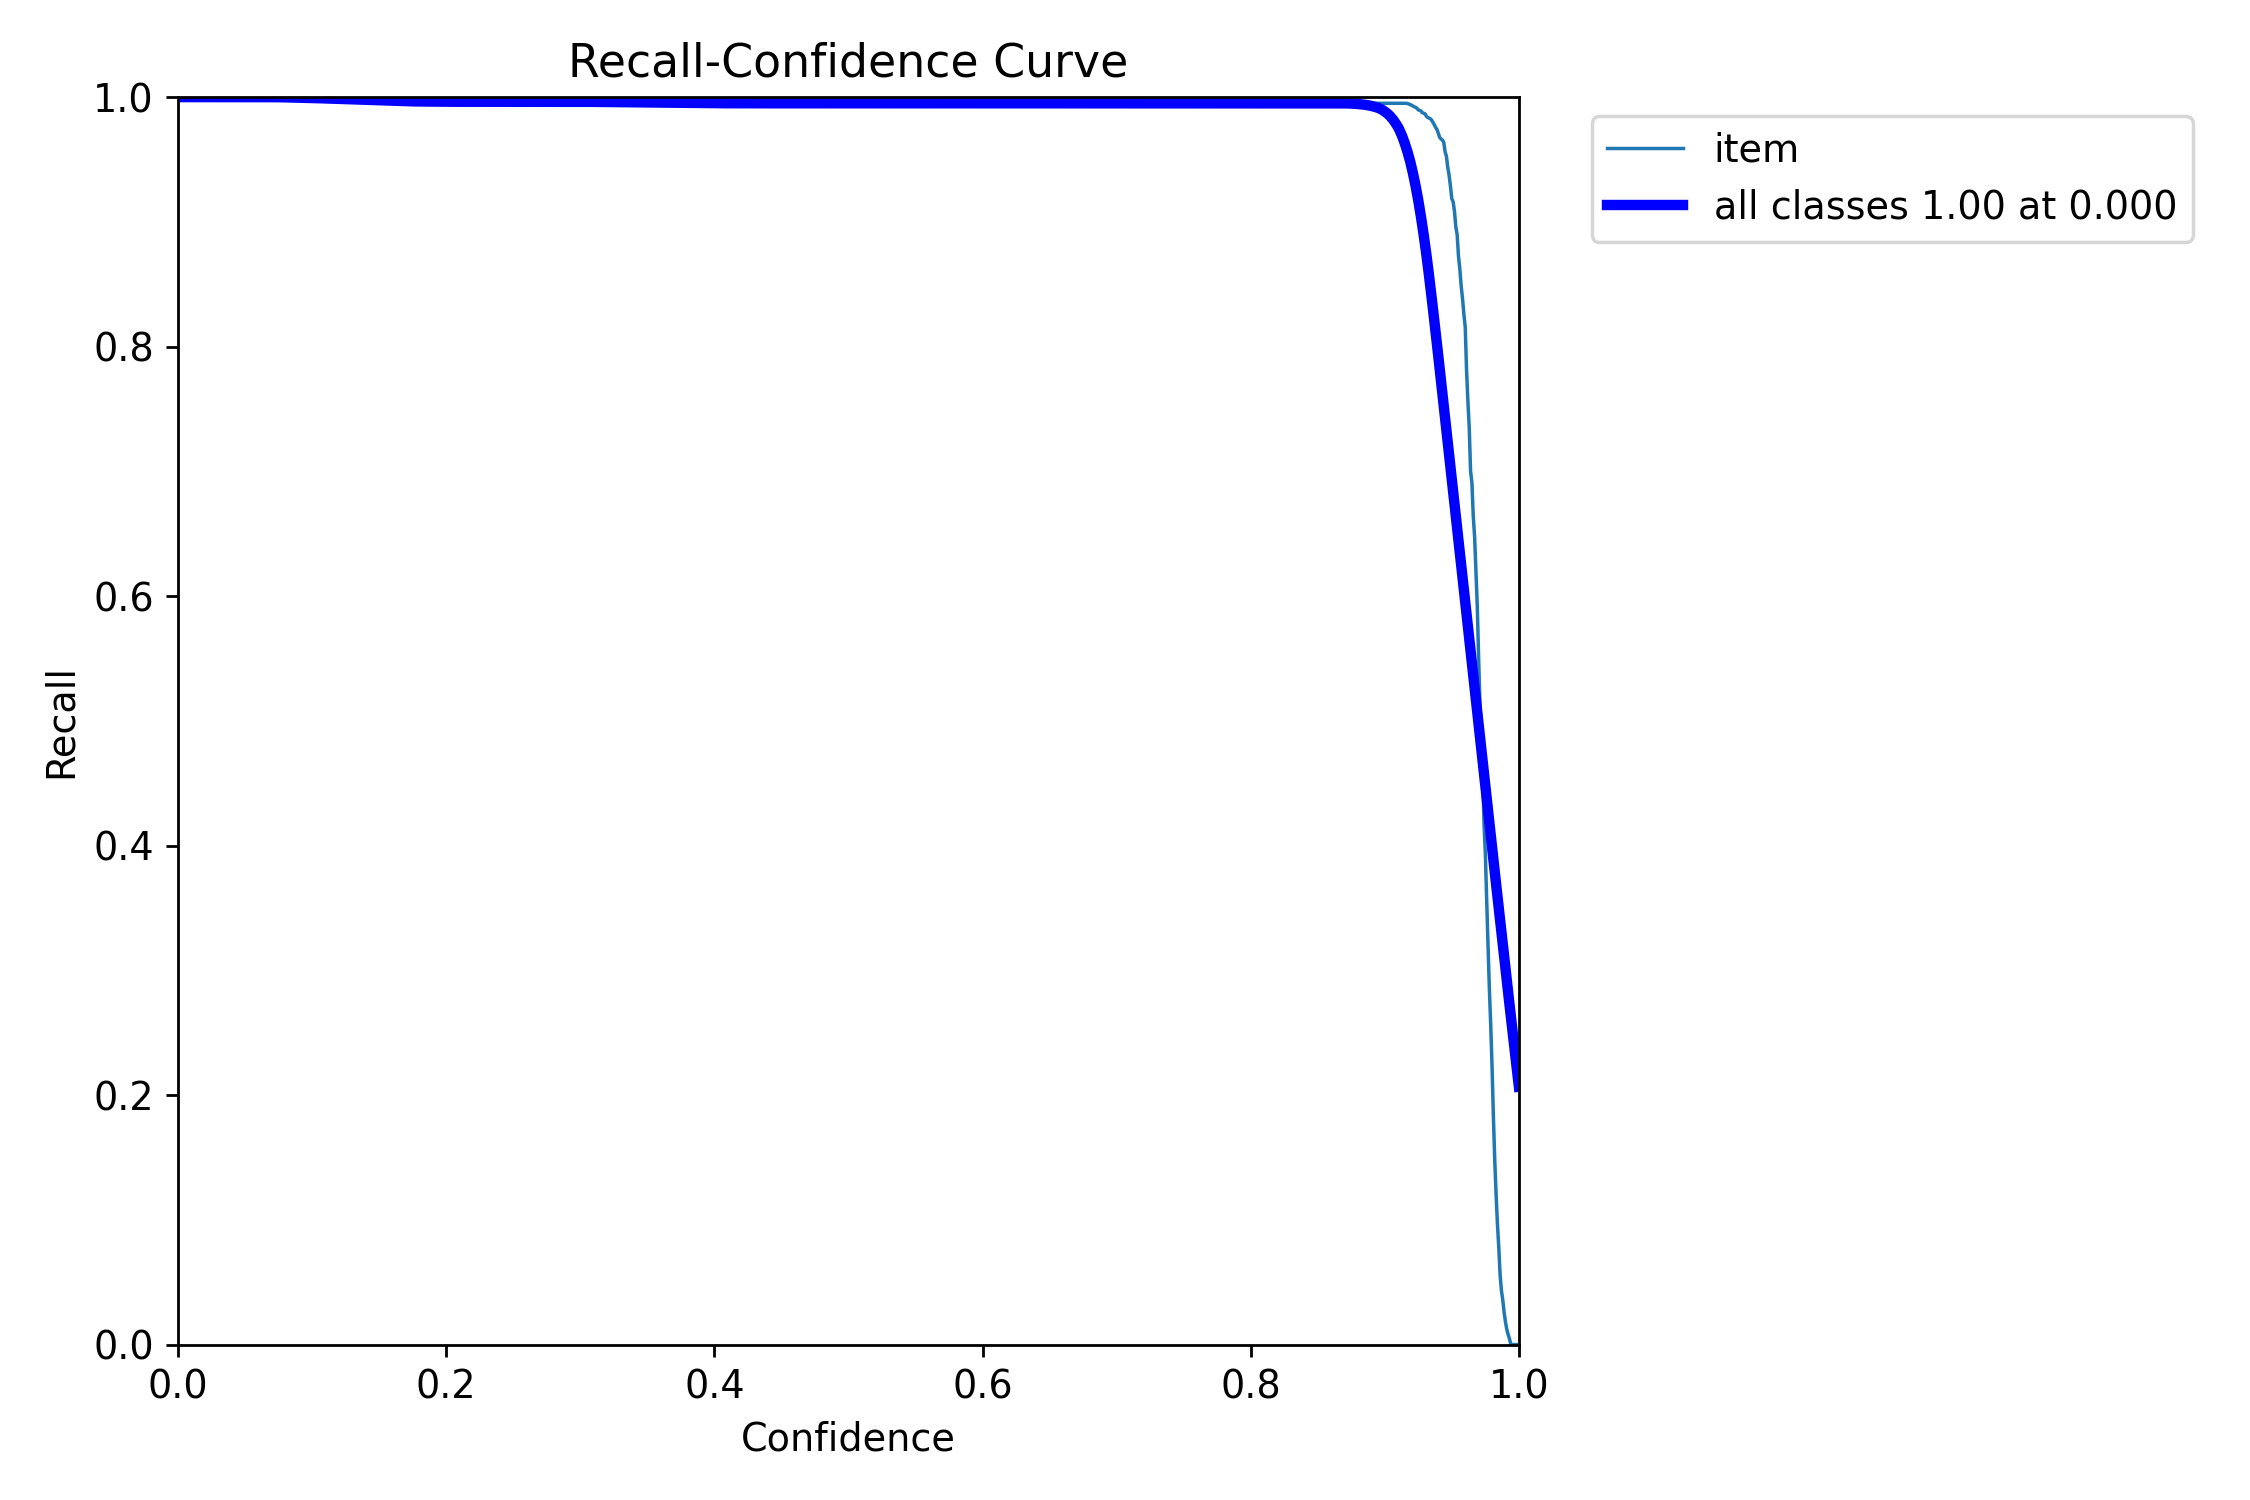 Recall-Confidence Curve
item
all classes 1.00 at 0.000
Recall
1.0
0.8
0.6
0.4
0.2
0.0
0.0 0.2 0.4 0.6 0.8 1.0
Confidence